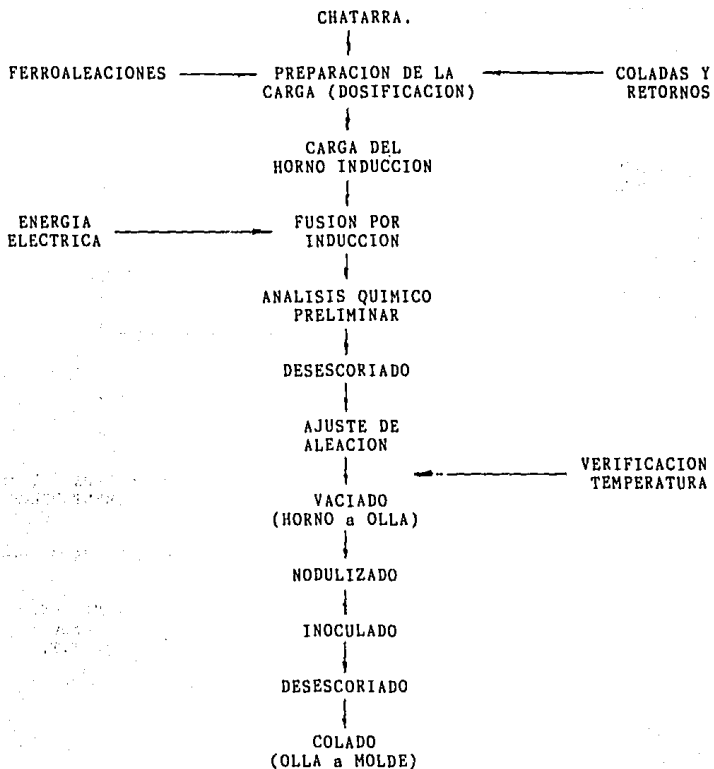 CHATARRA.
FERROALEACIONES
PREPARACION DE LA
CARGA (DOSIFICACION)
COLADAS Y
RETORNOS
CARGA DEL
HORNO INDUCCION
ENERGIA
ELECTRICA
FUSION POR
INDUCCION
ANALISIS QUIMICO
PRELIMINAR
DESESCORIADO
AJUSTE DE
ALEACION
VERIFICACION
TEMPERATURA
VACIADO
(HORNO a OLLA)
NODULIZADO
INOCULADO
DESESCORIADO
COLADO
(OLLA a MOLDE)